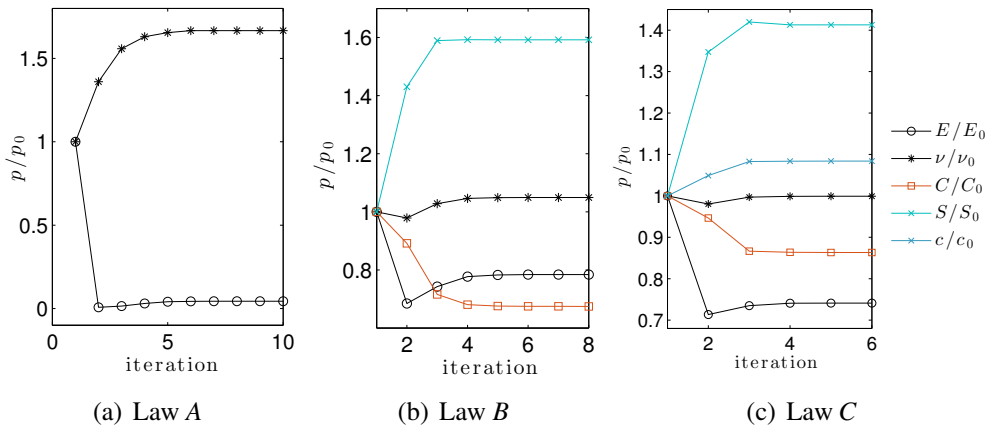 p/p0
1.5
1
0.5
0
0
5
10
iteration
(a) Law A
p/p0
1.6
1.4
1.2
1
0.8
2
4
6
8
iteration
(b) Law B
p/p0
1.4
1.3
1.2
1.1
1
0.9
0.8
0.7
2
4
6
iteration
(c) Law C
E/E0
ν/ν0
C/C0
S/S0
c/c0